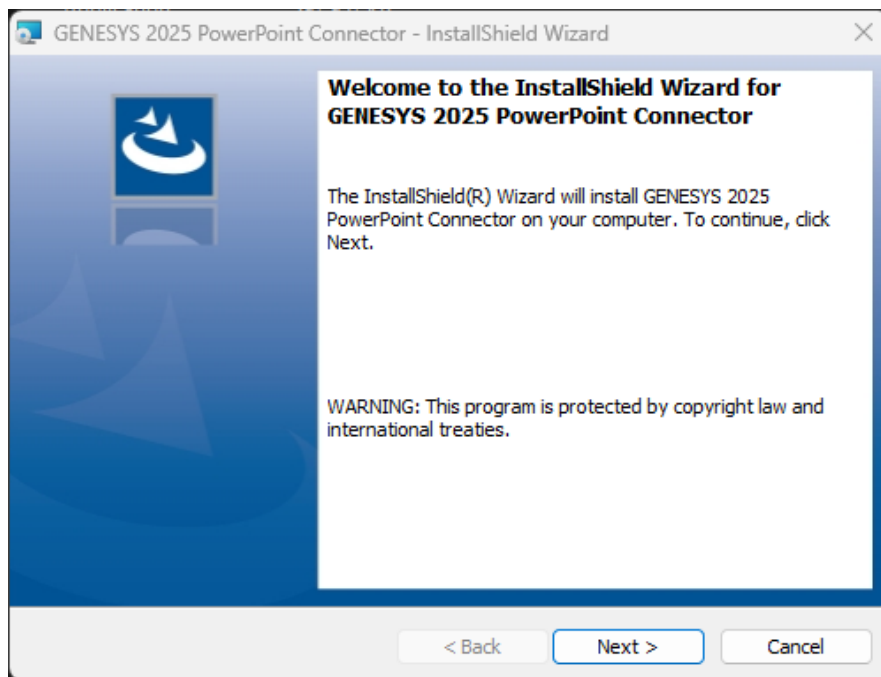 GENESYS 2025 PowerPoint Connector - InstallShield Wizard
Welcome to the InstallShield Wizard for
GENESYS 2025 PowerPoint Connector
The InstallShield(R) Wizard will install GENESYS 2025
PowerPoint Connector on your computer. To continue, click
Next.
WARNING: This program is protected by copyright law and
international treaties.
< Back
Next >
Cancel